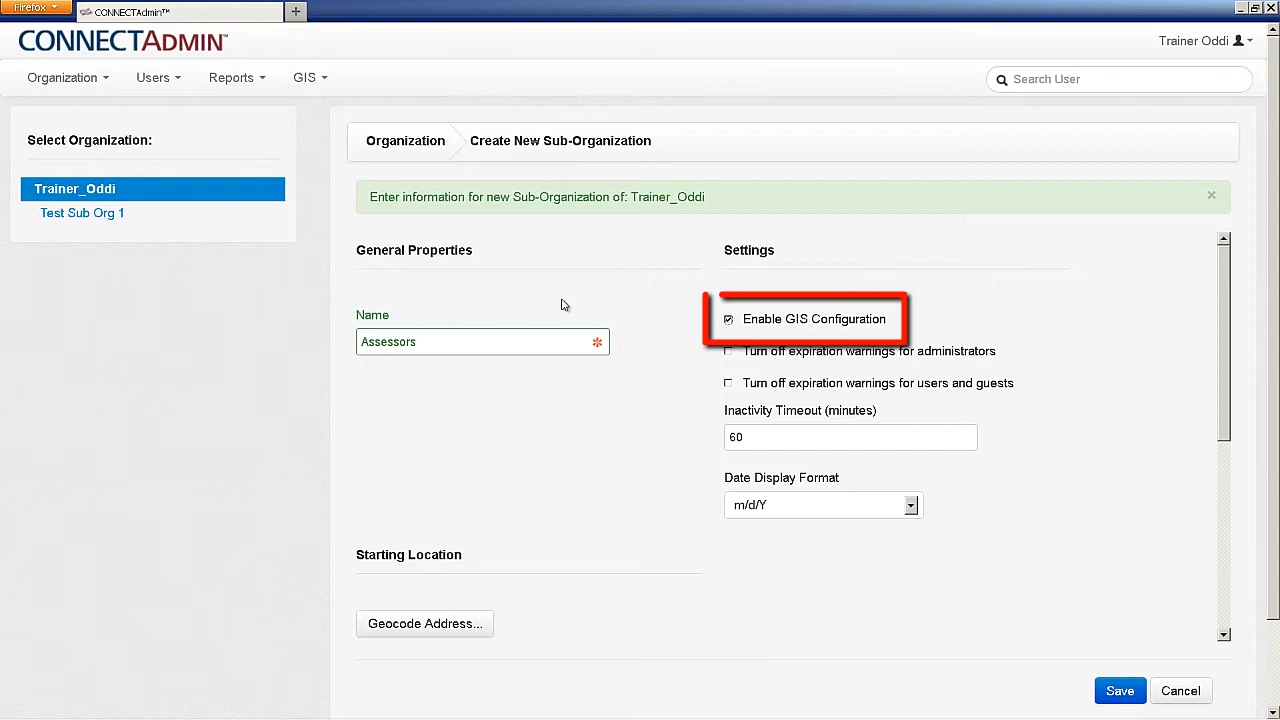 Firefox
CONNECTAdmin™
+
CONNECTADMIN™
Trainer Oddi
Organization
Users
Reports
GIS
Search User
Select Organization:
Trainer_Oddi
Test Sub Org 1
Organization
Create New Sub-Organization
Enter information for new Sub-Organization of: Trainer_Oddi
×
General Properties
Settings
Name
Assessors
*
Enable GIS Configuration
Turn off expiration warnings for administrators
Turn off expiration warnings for users and guests
Inactivity Timeout (minutes)
60
Date Display Format
m/d/Y
Starting Location
Geocode Address...
Save
Cancel